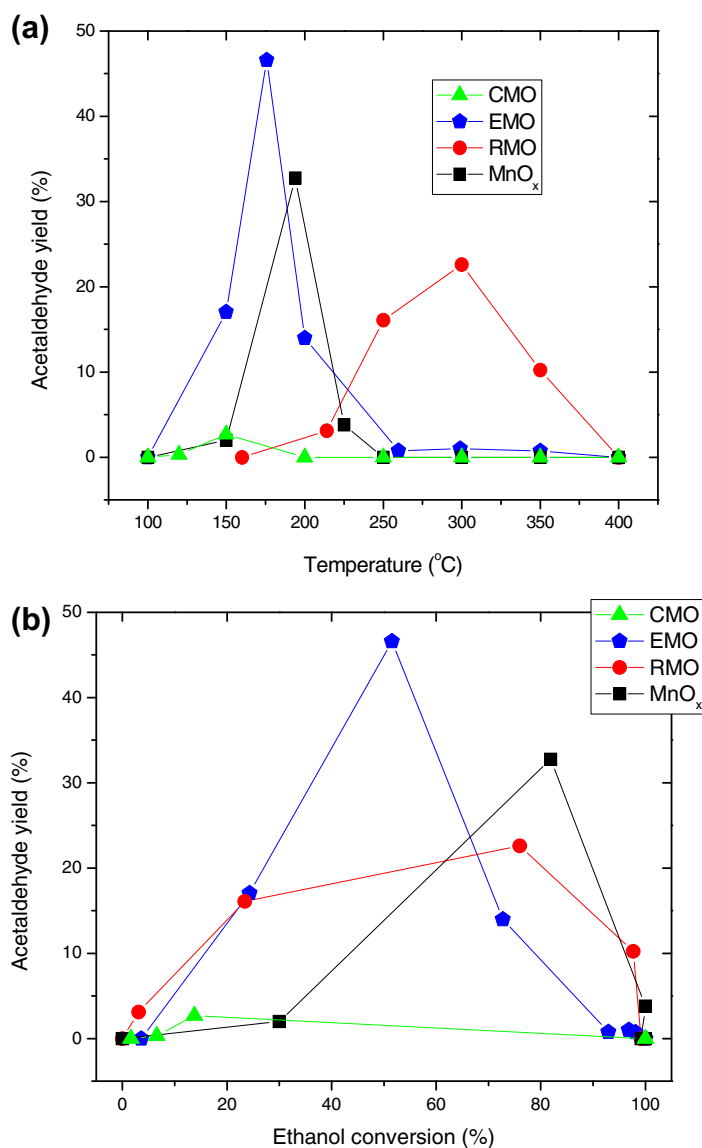 (a)
50
40
30
20
10
0
Acetaldehyde yield (%)
CMO
EMO
RMO
MnOx
100 150 200 250 300 350 400
Temperature (oC)
(b)
50
40
30
20
10
0
Acetaldehyde yield (%)
CMO
EMO
RMO
MnOx
0 20 40 60 80 100
Ethanol conversion (%)